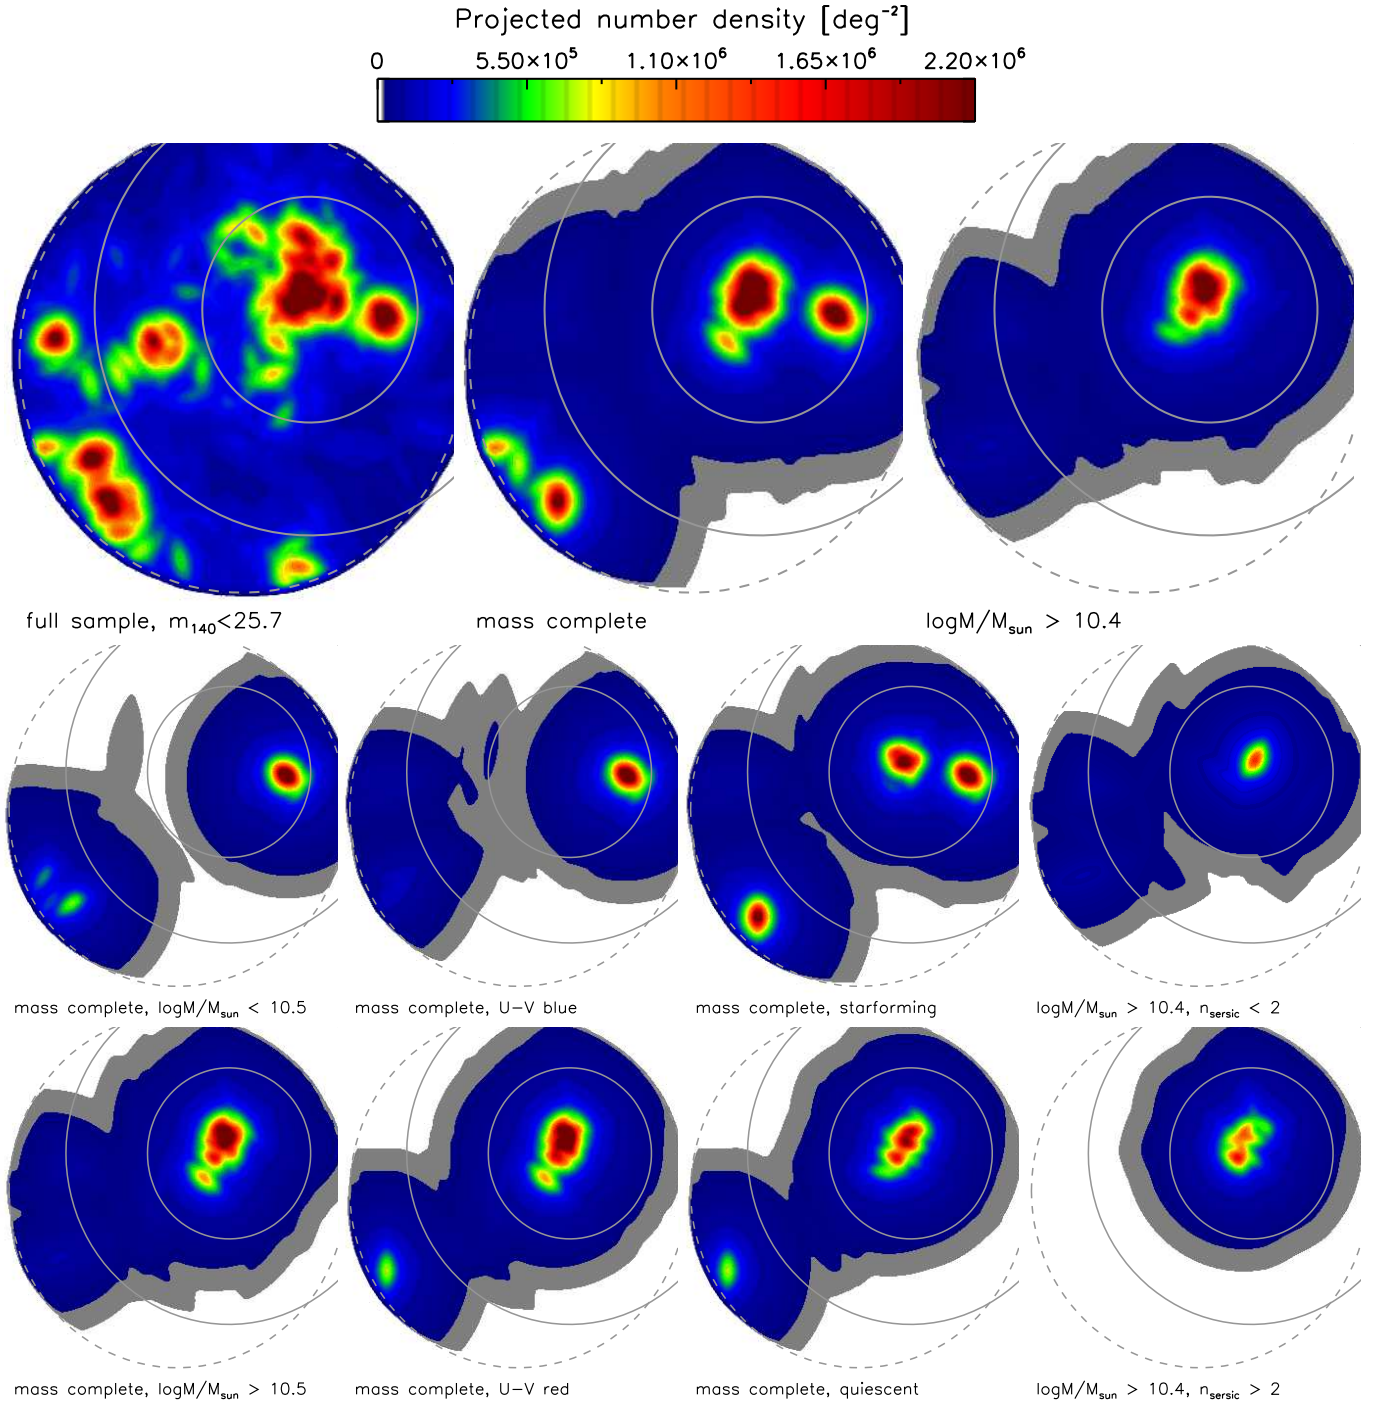 Projected number density [deg⁻²]
0 5.50×10⁵ 1.10×10⁶ 1.65×10⁶ 2.20×10⁶
full sample, m₁₄₀<25.7 mass complete logM/M_sun > 10.4
mass complete, logM/M_sun < 10.5 mass complete, U−V blue mass complete, starforming logM/M_sun > 10.4, n_sersic < 2
mass complete, logM/M_sun > 10.5 mass complete, U−V red mass complete, quiescent logM/M_sun > 10.4, n_sersic > 2